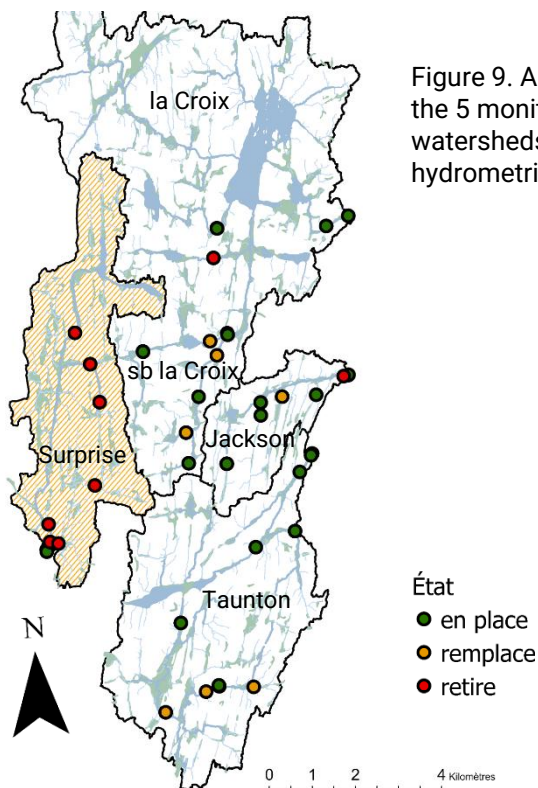 Figure 9. A
the 5 monit
watersheds
hydrometri
la Croix
sb la Croix
Jackson
Surprise
Taunton
N
État
en place
remplace
retire
0 1 2 4 Kilomètres